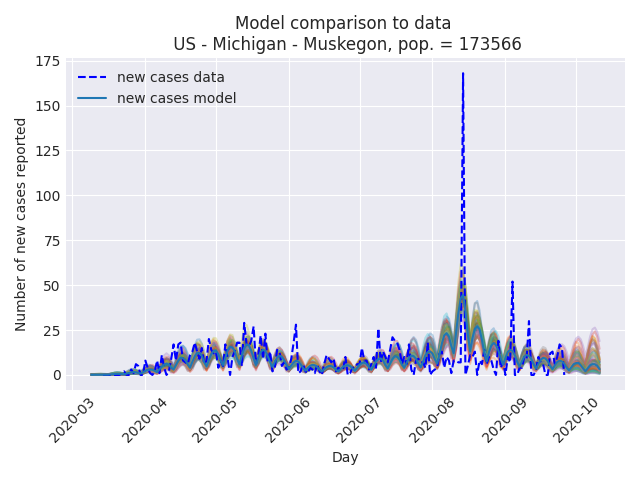 Model comparison to data
US - Michigan - Muskegon, pop. = 173566
new cases data
new cases model
Number of new cases reported
175
150
125
100
75
50
25
0
2020-03
2020-04
2020-05
2020-06
2020-07
2020-08
2020-09
2020-10
Day